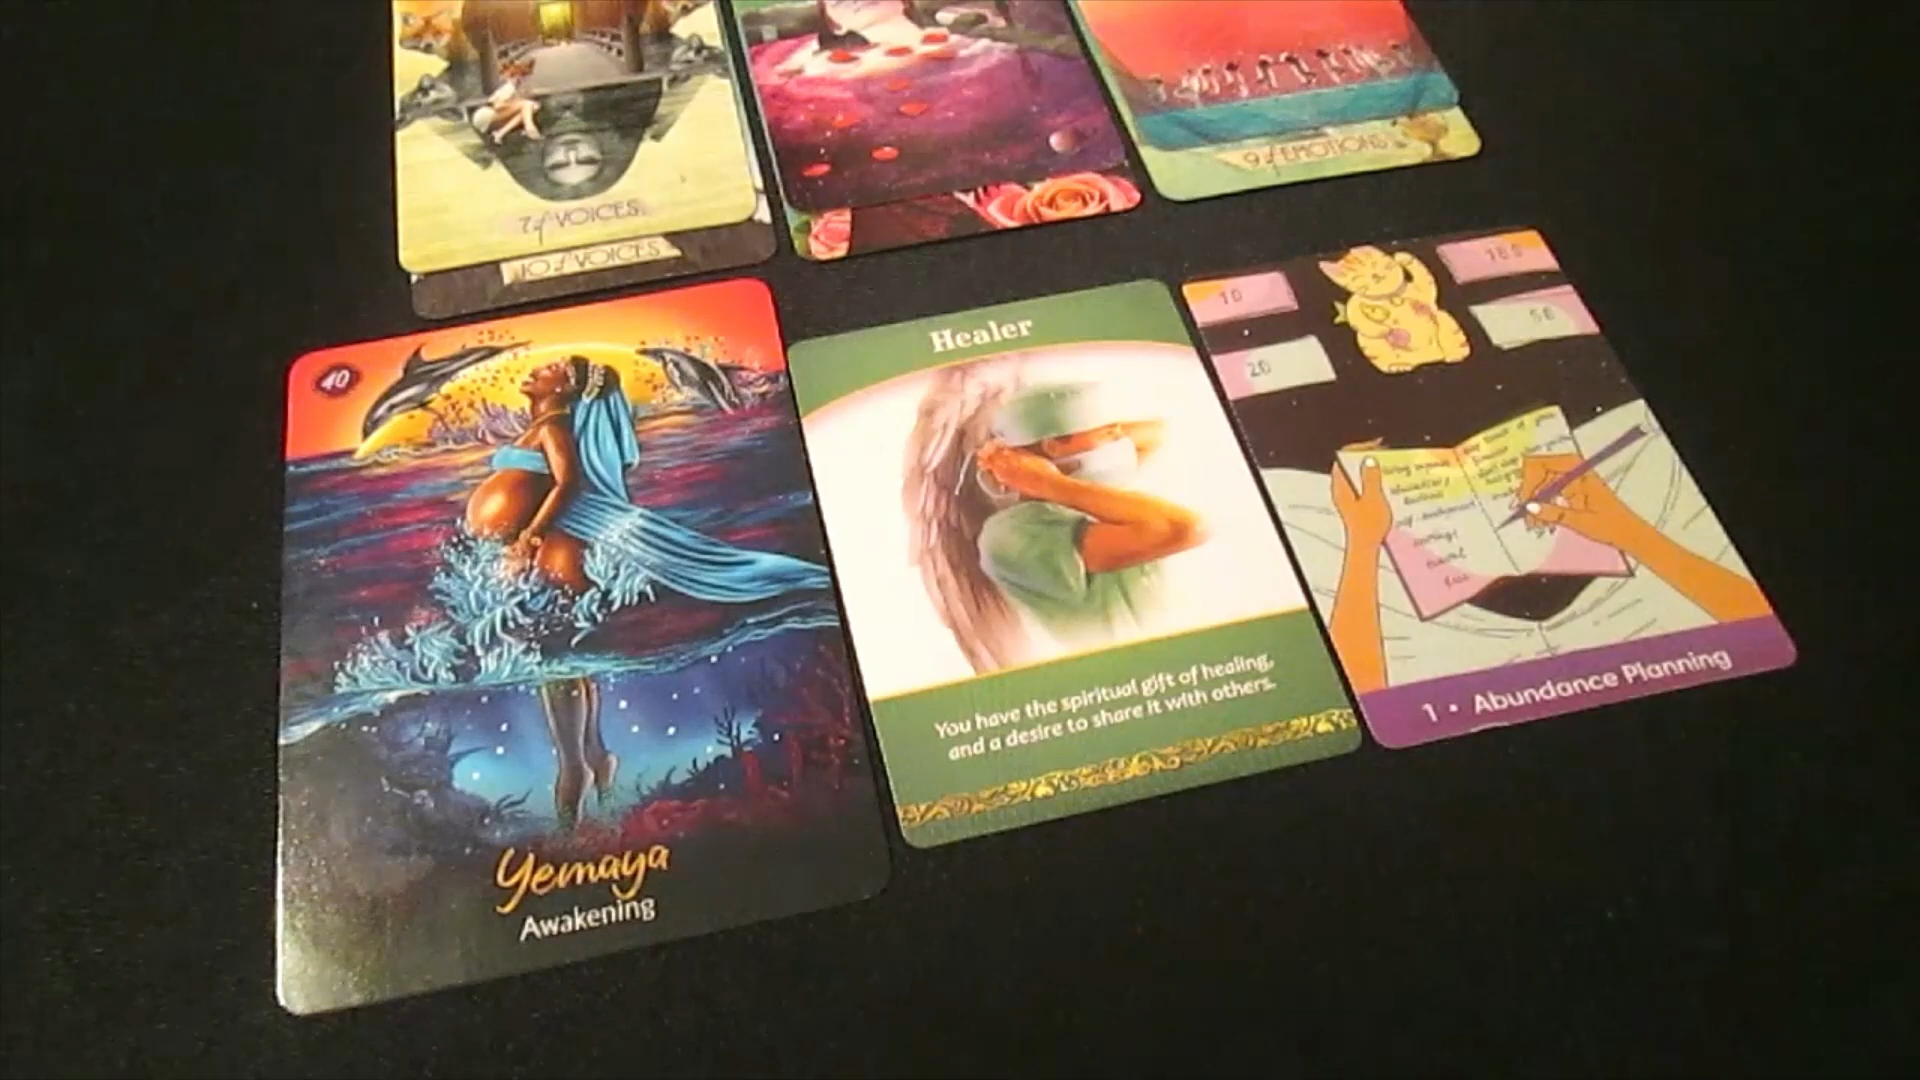 7 of VOICES
10 of VOICES
9 of EMOTIONS
40
Yemaya
Awakening
Healer
You have the spiritual gift of healing,
and a desire to share it with others.
10
20
50
travel
1 • Abundance Planning